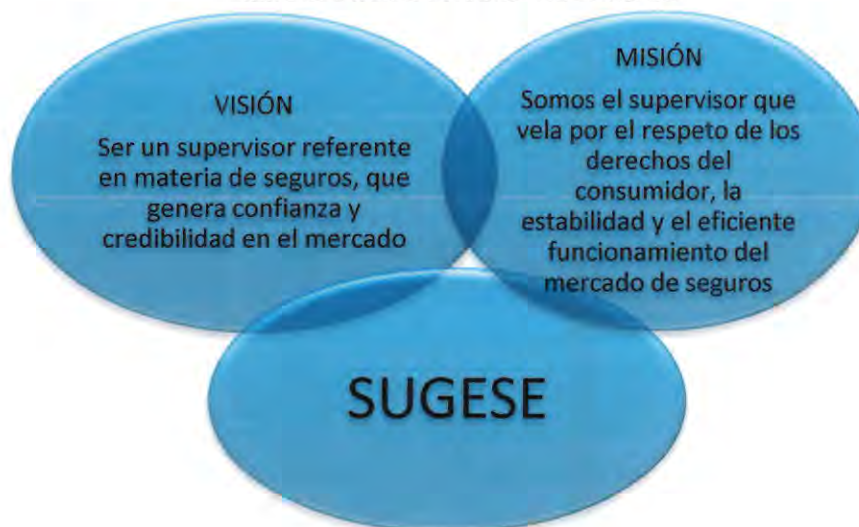 VISIÓN
Ser un supervisor referente
en materia de seguros, que
genera confianza y
credibilidad en el mercado
MISIÓN
Somos el supervisor que
vela por el respeto de los
derechos del
consumidor, la
estabilidad y el eficiente
funcionamiento del
mercado de seguros
SUGESE